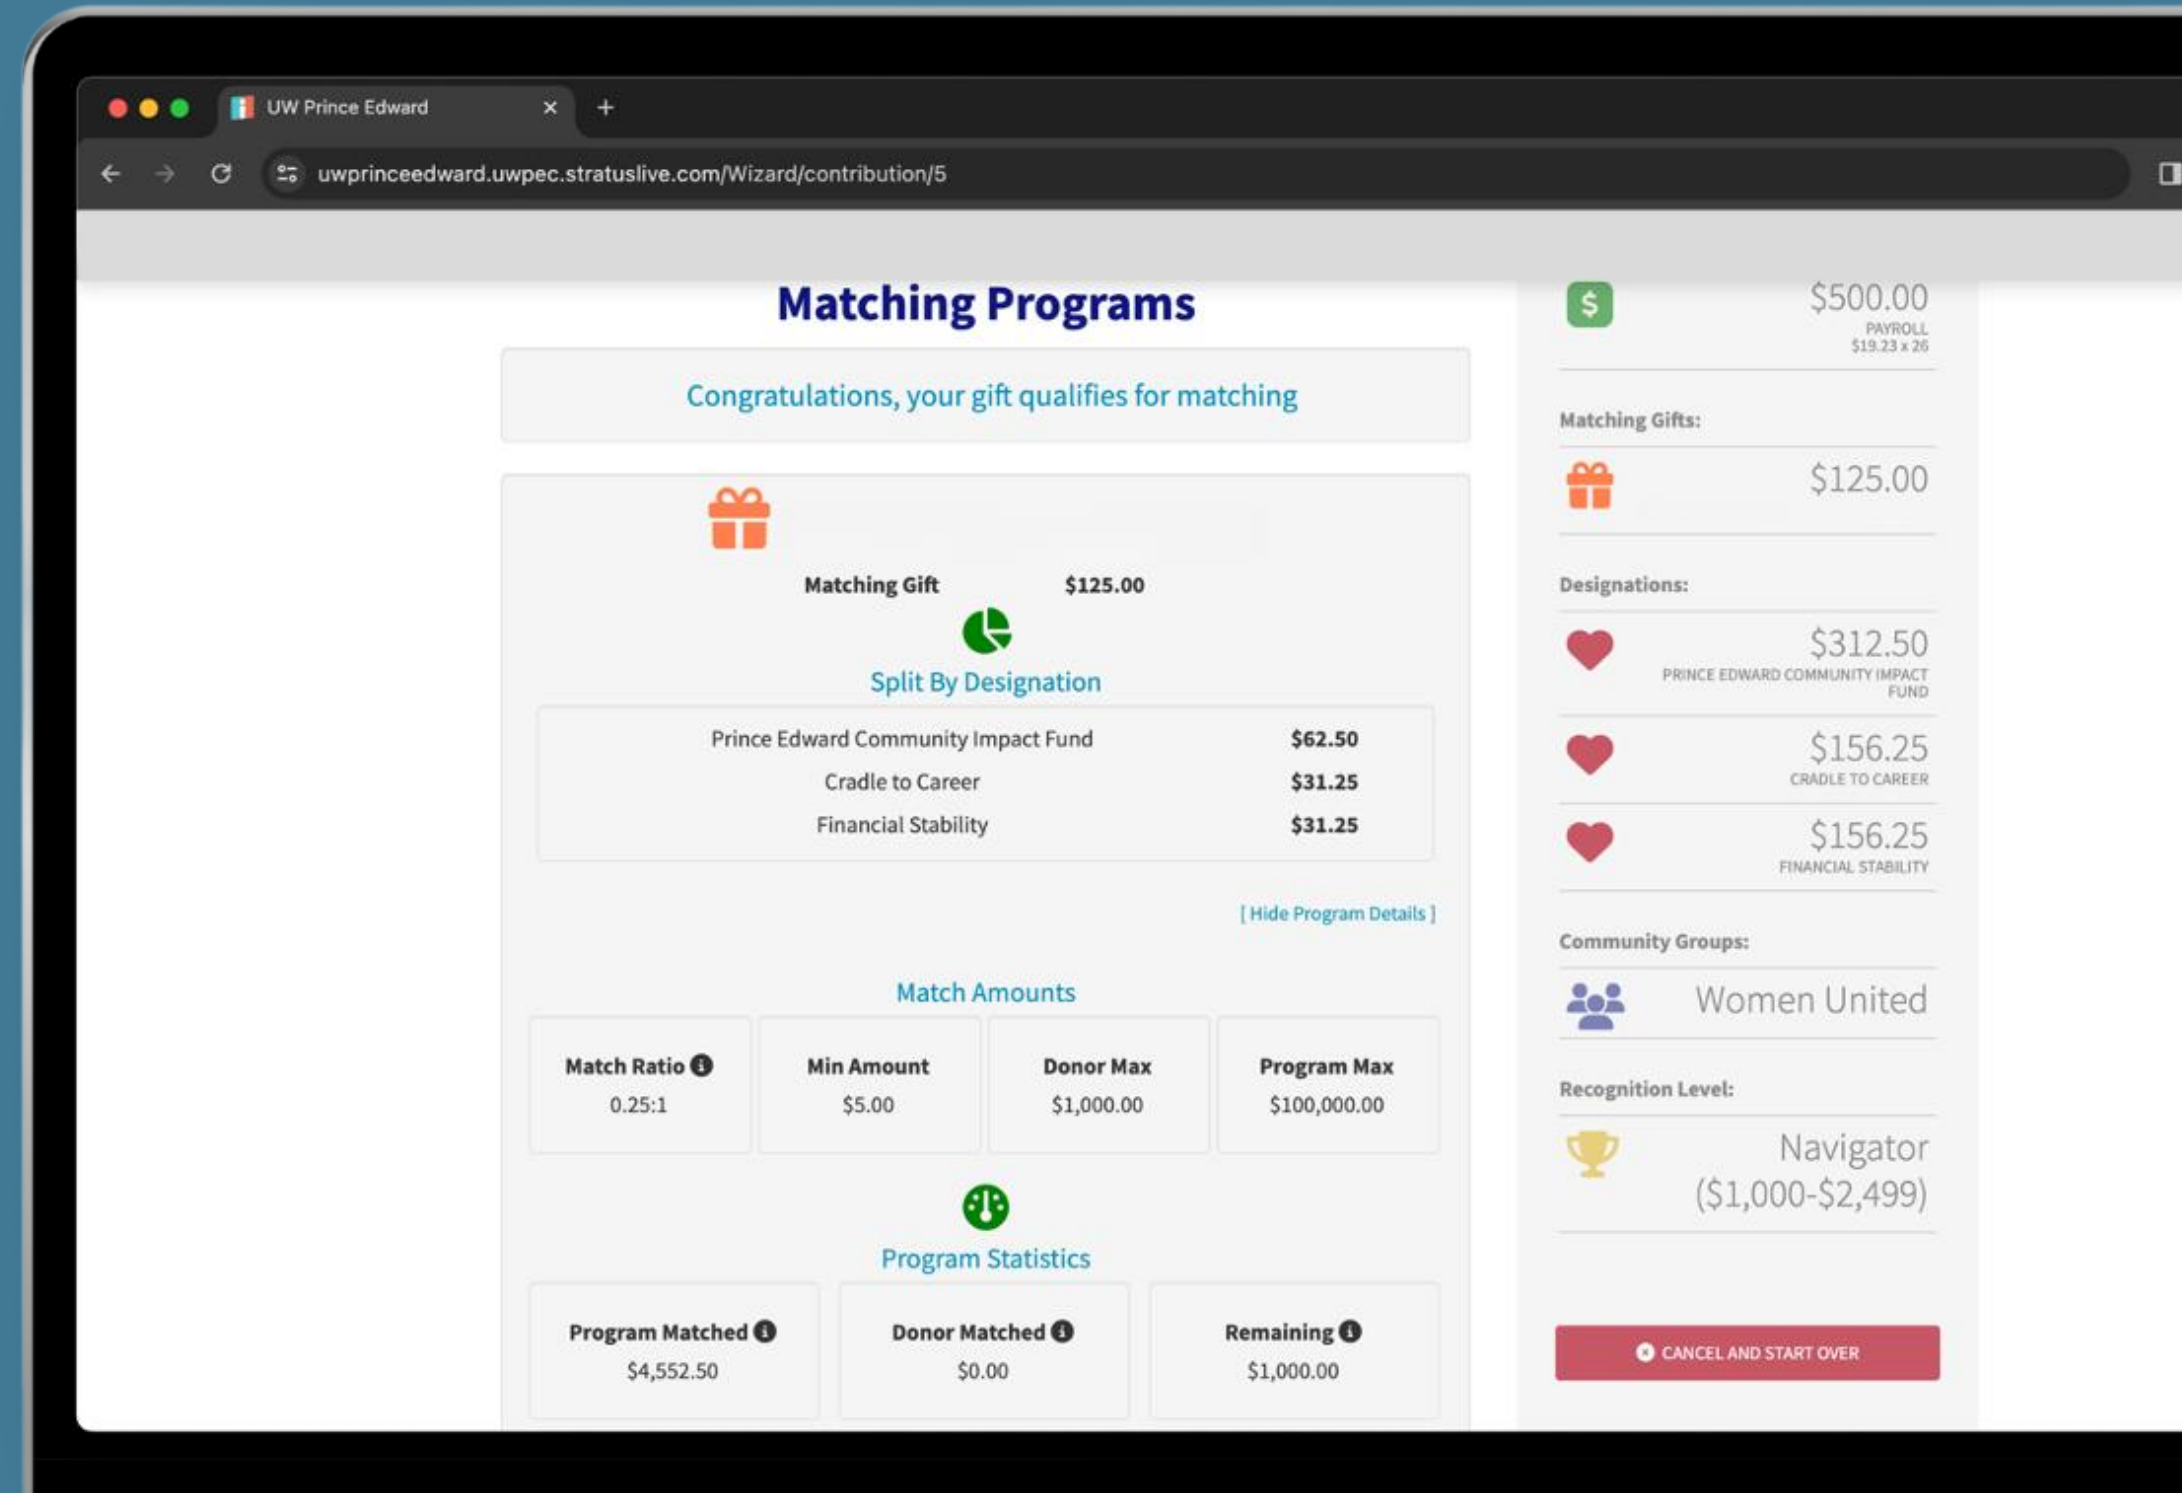 UW Prince Edward
uwprinceedward.uwpec.stratuslive.com/Wizard/contribution/5
Matching Programs
Congratulations, your gift qualifies for matching
Matching Gift $125.00
Split By Designation
Prince Edward Community Impact Fund $62.50
Cradle to Career $31.25
Financial Stability $31.25
[ Hide Program Details ]
Match Amounts
Match Ratio Min Amount Donor Max Program Max
0.25:1 $5.00 $1,000.00 $100,000.00
Program Statistics
Program Matched Donor Matched Remaining
$4,552.50 $0.00 $1,000.00
$500.00
PAYROLL
$19.23 x 26
Matching Gifts:
$125.00
Designations:
$312.50
PRINCE EDWARD COMMUNITY IMPACT
FUND
$156.25
CRADLE TO CAREER
$156.25
FINANCIAL STABILITY
Community Groups:
Women United
Recognition Level:
Navigator
($1,000-$2,499)
CANCEL AND START OVER